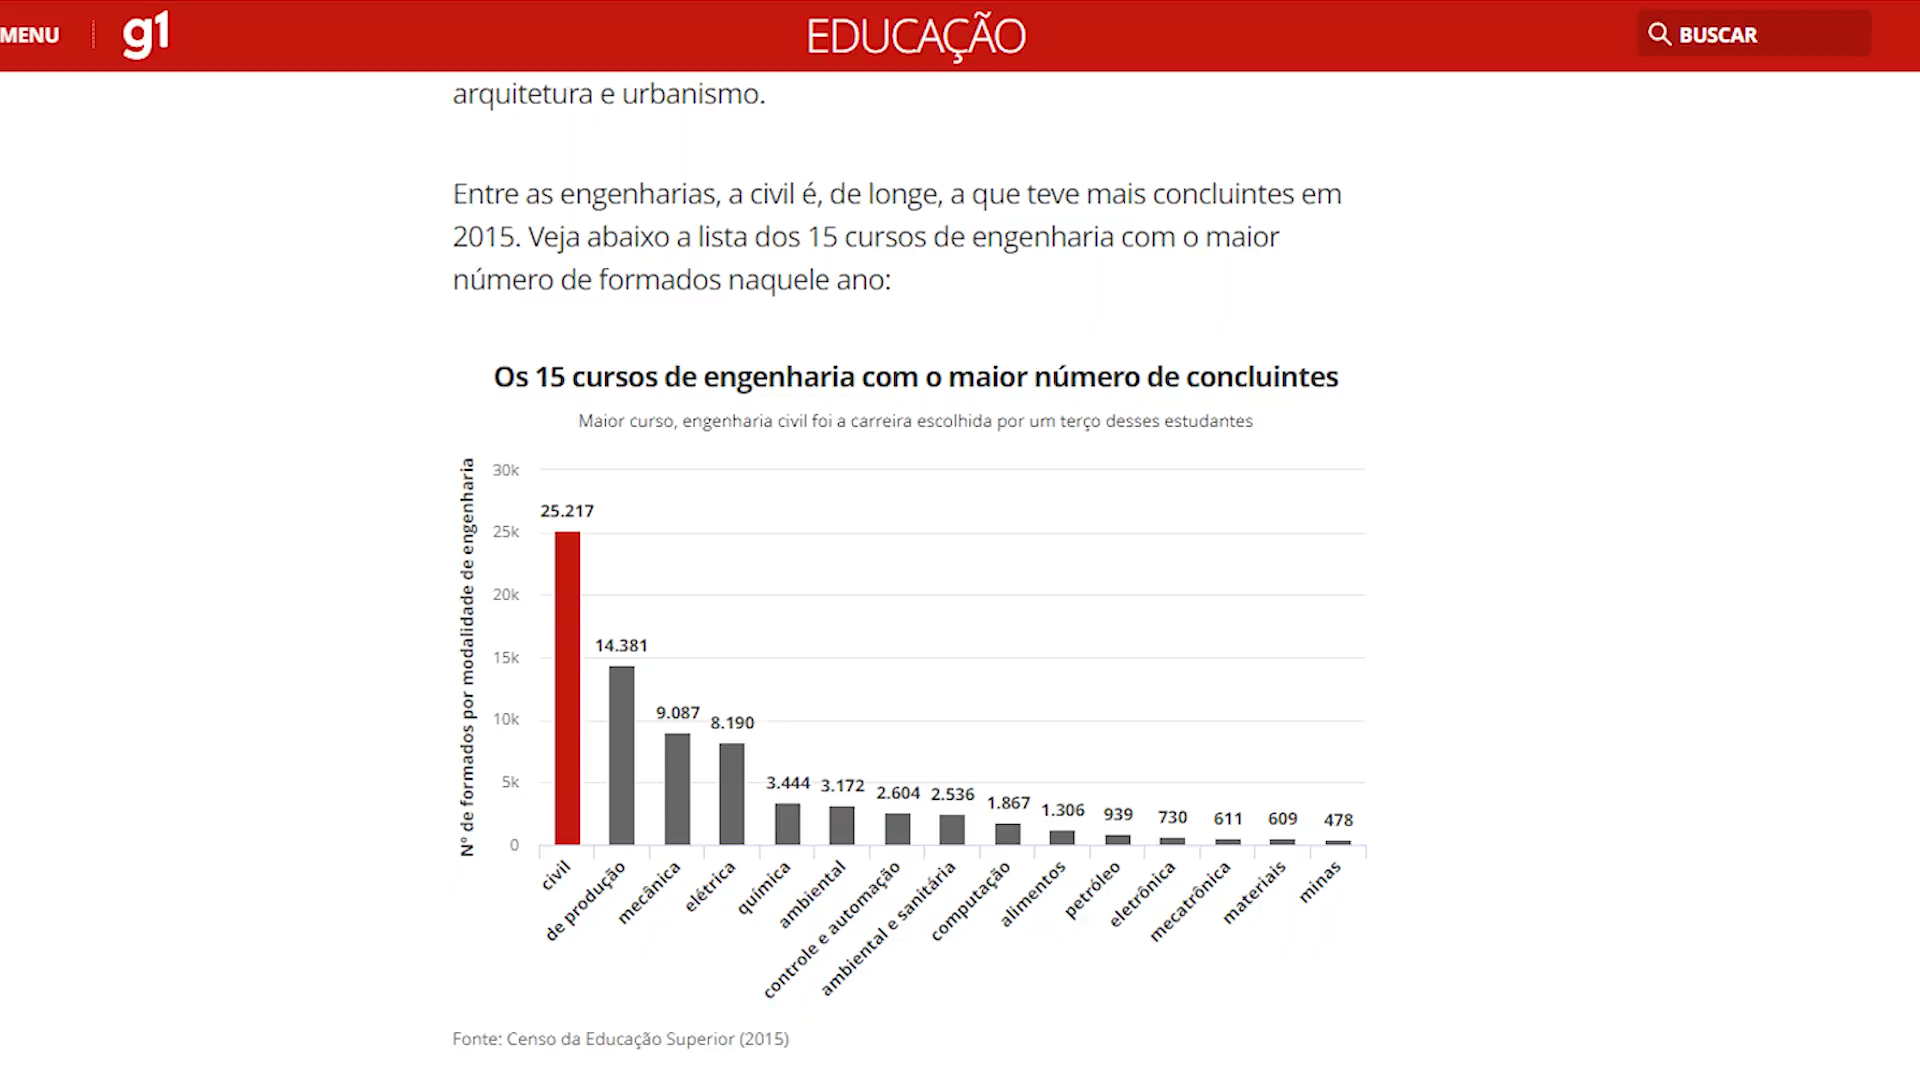 MENU
g1
EDUCAÇÃO
BUSCAR
arquitetura e urbanismo.
Entre as engenharias, a civil é, de longe, a que teve mais concluintes em
2015. Veja abaixo a lista dos 15 cursos de engenharia com o maior
número de formados naquele ano:
Os 15 cursos de engenharia com o maior número de concluintes
Maior curso, engenharia civil foi a carreira escolhida por um terço desses estudantes
Nº de formados por modalidade de engenharia
30k
25k
20k
15k
10k
5k
0
25.217
14.381
9.087
8.190
3.444
3.172
2.604
2.536
1.867
1.306
939
730
611
609
478
civil
de produção
mecânica
elétrica
química
ambiental
controle e automação
ambiental e sanitária
computação
alimentos
petróleo
eletrônica
mecatrônica
materiais
minas
Fonte: Censo da Educação Superior (2015)